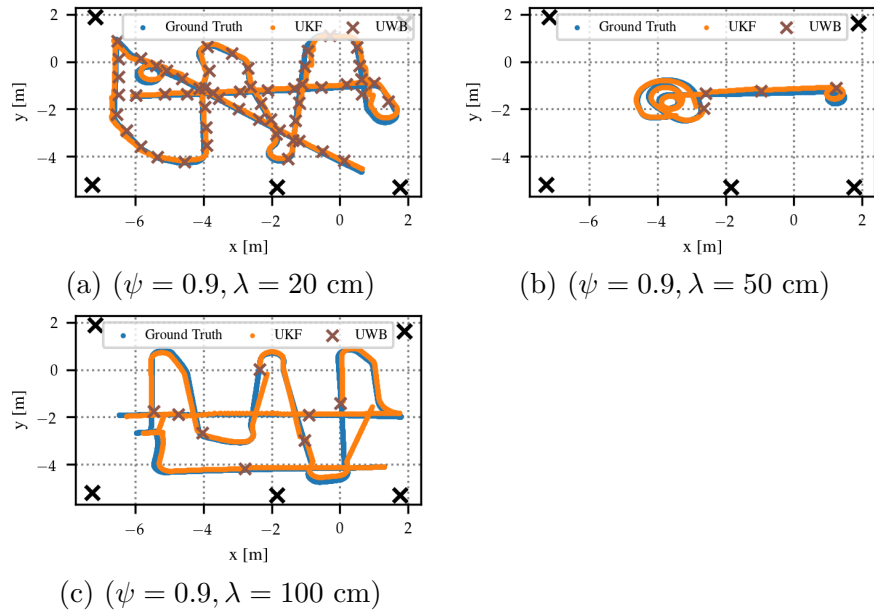 2
0
−2
−4
y [m]
Ground Truth
UKF
UWB
−6
−4
−2
0
2
x [m]
(a) (ψ = 0.9, λ = 20 cm)
2
0
−2
−4
y [m]
Ground Truth
UKF
UWB
−6
−4
−2
0
2
x [m]
(b) (ψ = 0.9, λ = 50 cm)
2
0
−2
−4
y [m]
Ground Truth
UKF
UWB
−6
−4
−2
0
2
x [m]
(c) (ψ = 0.9, λ = 100 cm)